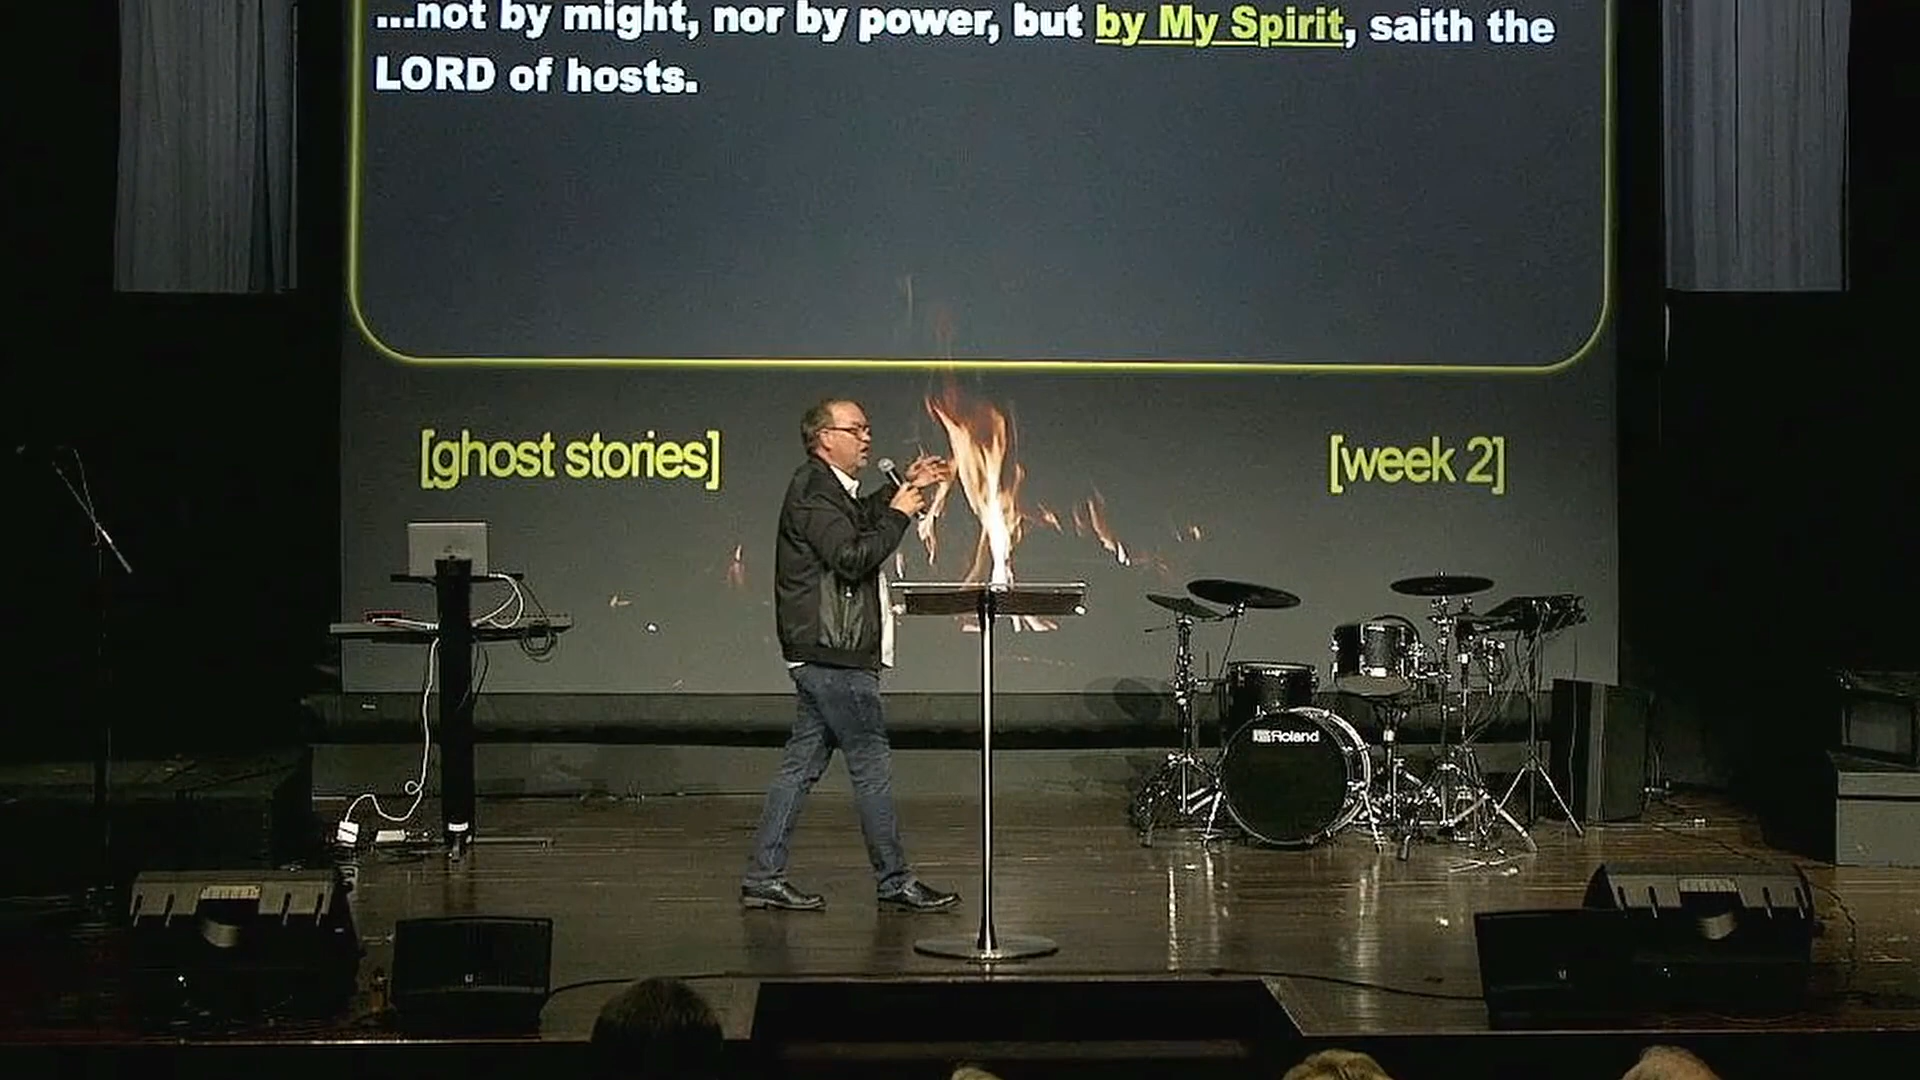 ...not by might, nor by power, but by My Spirit, saith the
LORD of hosts.
[ghost stories]
[week 2]
Roland